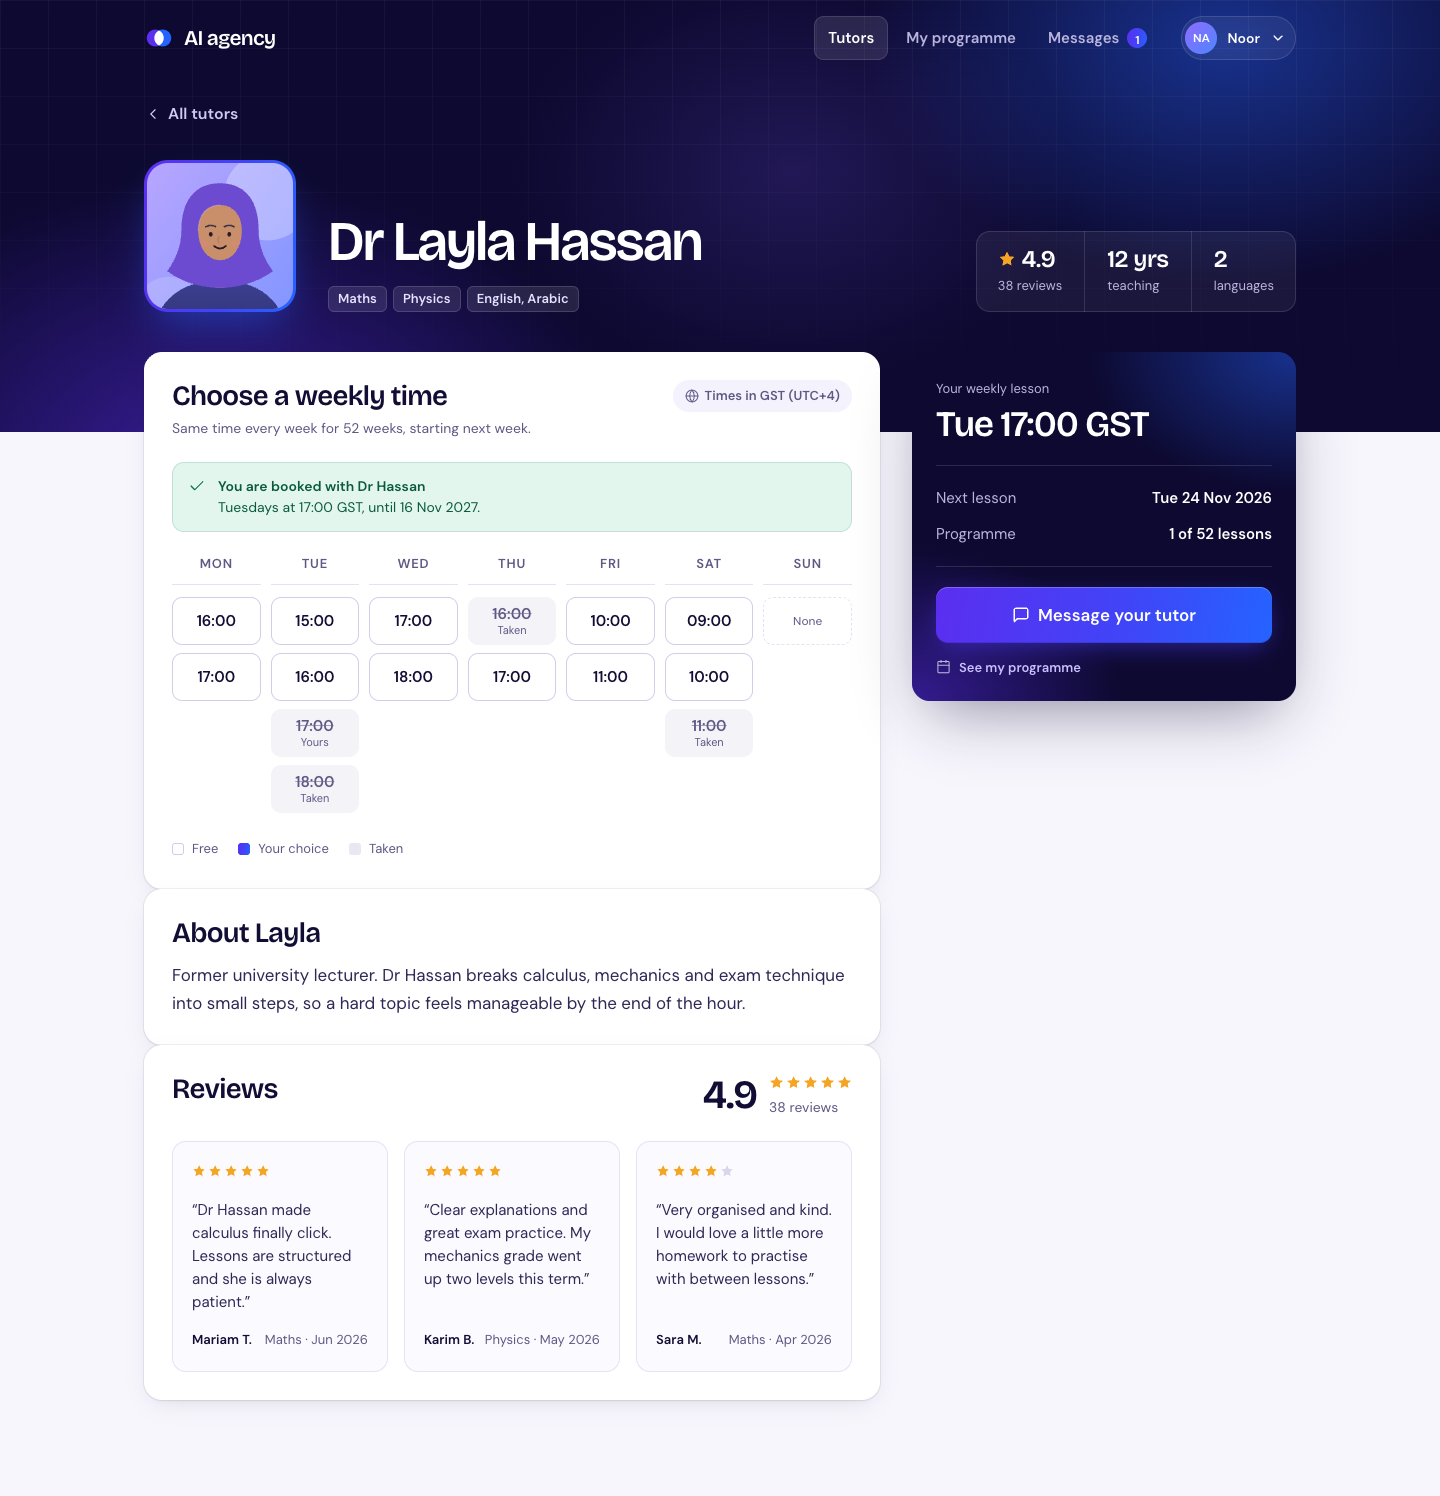 AI agency
Tutors
My programme
Messages 1
NA Noor
All tutors
Dr Layla Hassan
Maths
Physics
English, Arabic
4.9
38 reviews
12 yrs
teaching
2
languages
Choose a weekly time
Times in GST (UTC+4)
Same time every week for 52 weeks, starting next week.
You are booked with Dr Hassan
Tuesdays at 17:00 GST, until 16 Nov 2027.
MON TUE WED THU FRI SAT SUN
16:00 15:00 17:00 16:00 Taken 10:00 09:00 None
17:00 16:00 18:00 17:00 11:00 10:00
17:00 Yours 11:00 Taken
18:00 Taken
Free Your choice Taken
Your weekly lesson
Tue 17:00 GST
Next lesson Tue 24 Nov 2026
Programme 1 of 52 lessons
Message your tutor
See my programme
About Layla
Former university lecturer. Dr Hassan breaks calculus, mechanics and exam technique
into small steps, so a hard topic feels manageable by the end of the hour.
Reviews
4.9
38 reviews
“Dr Hassan made
calculus finally click.
Lessons are structured
and she is always
patient.”
Mariam T. Maths · Jun 2026
“Clear explanations and
great exam practice. My
mechanics grade went
up two levels this term.”
Karim B. Physics · May 2026
“Very organised and kind.
I would love a little more
homework to practise
with between lessons.”
Sara M. Maths · Apr 2026